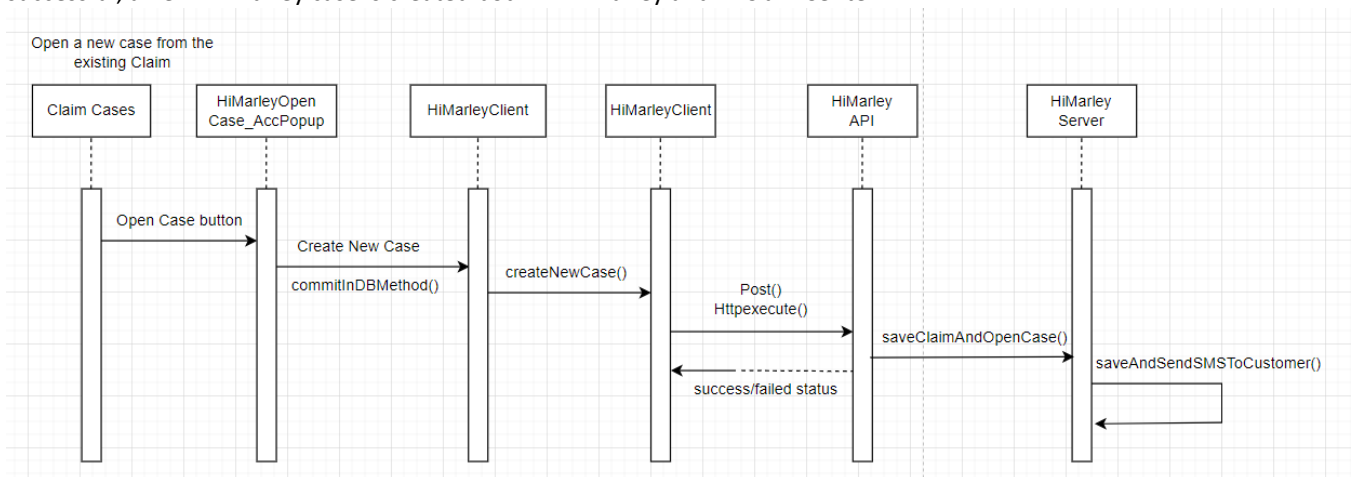 Open a new case from the
existing Claim
Claim Cases
HiMarleyOpen
Case_AccPopup
HiMarleyClient
HiMarleyClient
HiMarley
API
HiMarley
Server
Open Case button
Create New Case
commitInDBMethod()
createNewCase()
Post()
Httpexecute()
saveClaimAndOpenCase()
success/failed status
saveAndSendSMSToCustomer()